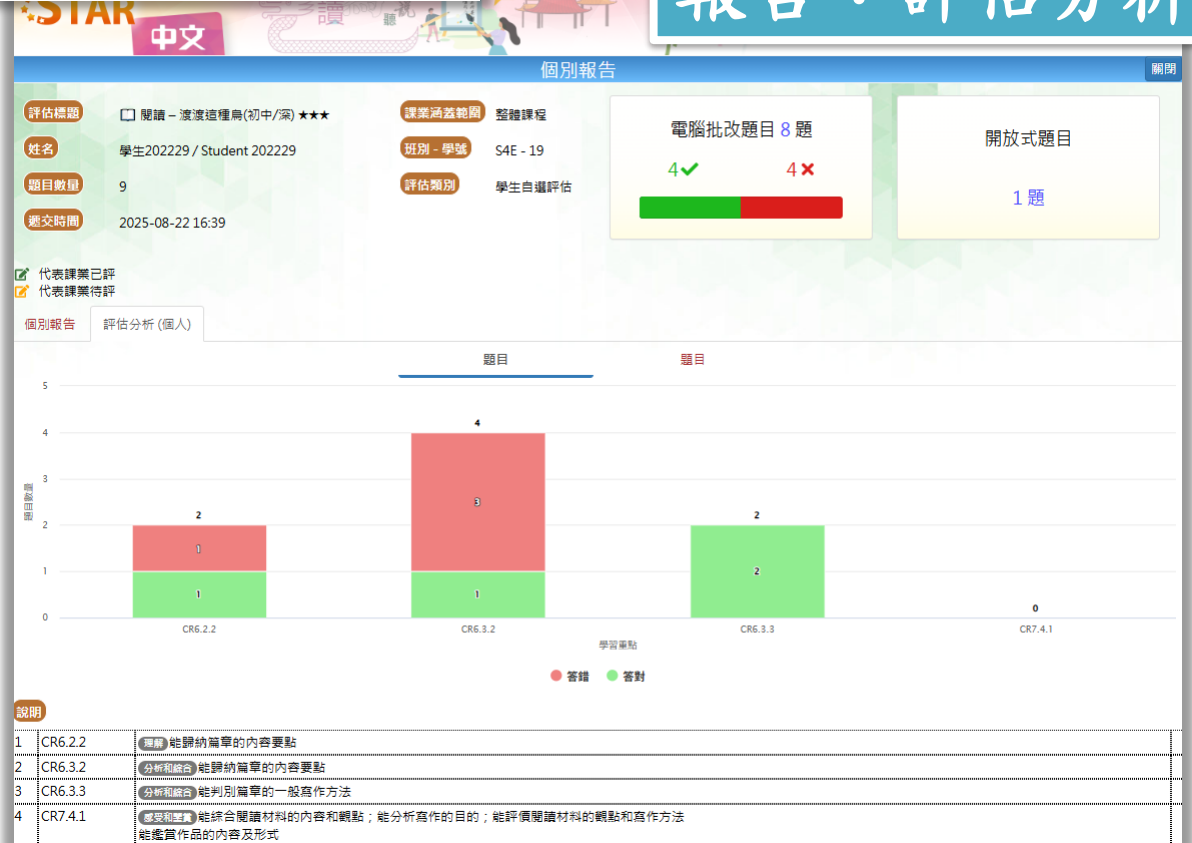 STAR
中文
讀
聽
報告：評估分析
個別報告
關閉
評估標題 閱讀 – 渡渡這種鳥(初中/深) ★★★
課業涵蓋範圍 整體課程
姓名 學生202229 / Student 202229
班別 - 學號 S4E - 19
題目數量 9
評估類別 學生自選評估
遞交時間 2025-08-22 16:39
電腦批改題目 8 題
4✔ 4✖
開放式題目
1 題
代表課業已評
代表課業待評
個別報告 評估分析 (個人)
題目 題目
題目數量
5
4
3
2
1
0
2
1
1
4
3
1
2
2
0
CR6.2.2 CR6.3.2 CR6.3.3 CR7.4.1
學習重點
答錯 答對
說明
1 CR6.2.2 理解 能歸納篇章的內容要點
2 CR6.3.2 分析和綜合 能歸納篇章的內容要點
3 CR6.3.3 分析和綜合 能判別篇章的一般寫作方法
4 CR7.4.1 感受和鑒賞 能綜合閱讀材料的內容和觀點；能分析寫作的目的；能評價閱讀材料的觀點和寫作方法
能鑑賞作品的內容及形式